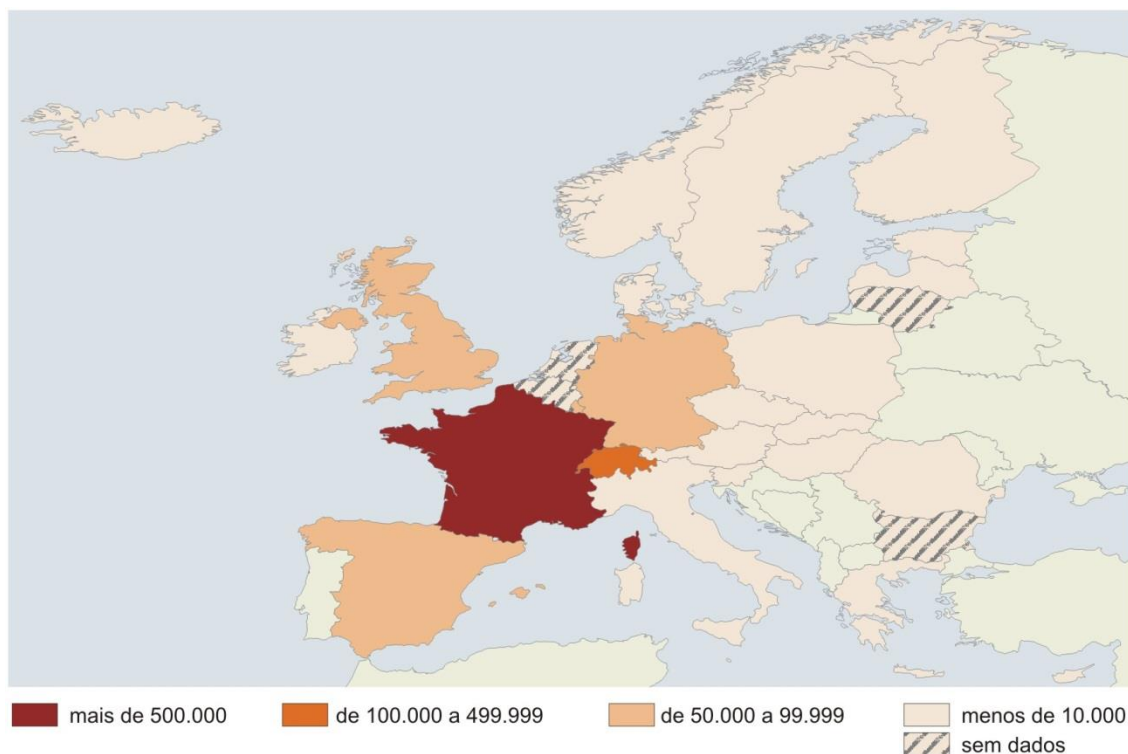 mais de 500.000
de 100.000 a 499.999
de 50.000 a 99.999
menos de 10.000
sem dados